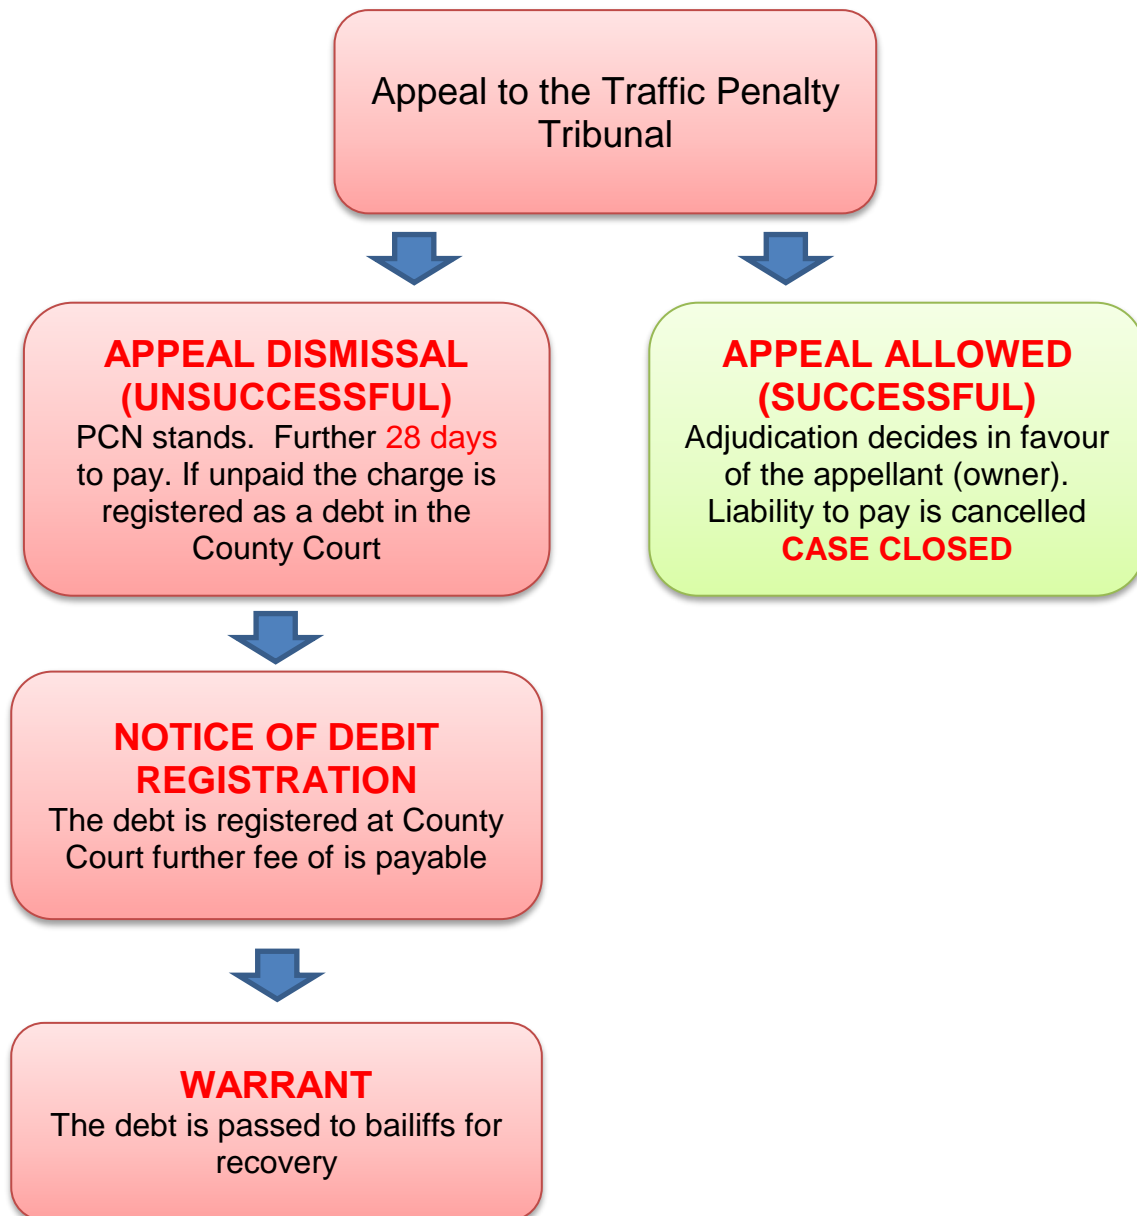 Appeal to the Traffic Penalty
Tribunal
APPEAL DISMISSAL
(UNSUCCESSFUL)
PCN stands.  Further 28 days
to pay. If unpaid the charge is
registered as a debt in the
County Court
APPEAL ALLOWED
(SUCCESSFUL)
Adjudication decides in favour
of the appellant (owner).
Liability to pay is cancelled
CASE CLOSED
NOTICE OF DEBIT
REGISTRATION
The debt is registered at County
Court further fee of is payable
WARRANT
The debt is passed to bailiffs for
recovery